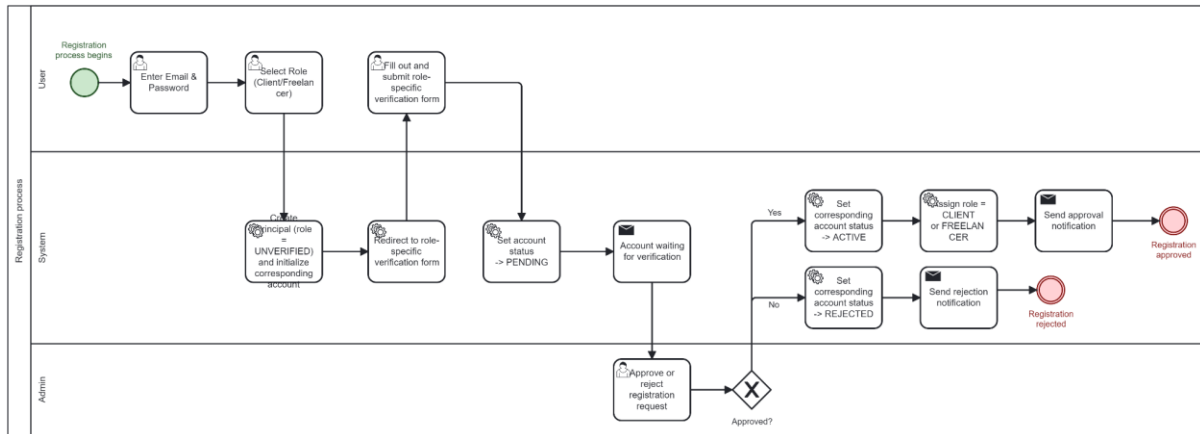 Registration process
User
Registration
process begins
Enter Email &
Password
Select Role
(Client/Freelan
cer)
Fill out and
submit role-
specific
verification form
System
Create
Principal (role
=
UNVERIFIED)
and initialize
corresponding
account
Redirect to role-
specific
verification form
Set account
status
-> PENDING
Account waiting
for verification
Yes
Set
corresponding
account status
-> ACTIVE
Assign role =
CLIENT
or FREELAN
CER
Send approval
notification
Registration
approved
No
Set
corresponding
account status
-> REJECTED
Send rejection
notification
Registration
rejected
Admin
Approve or
reject
registration
request
Approved?